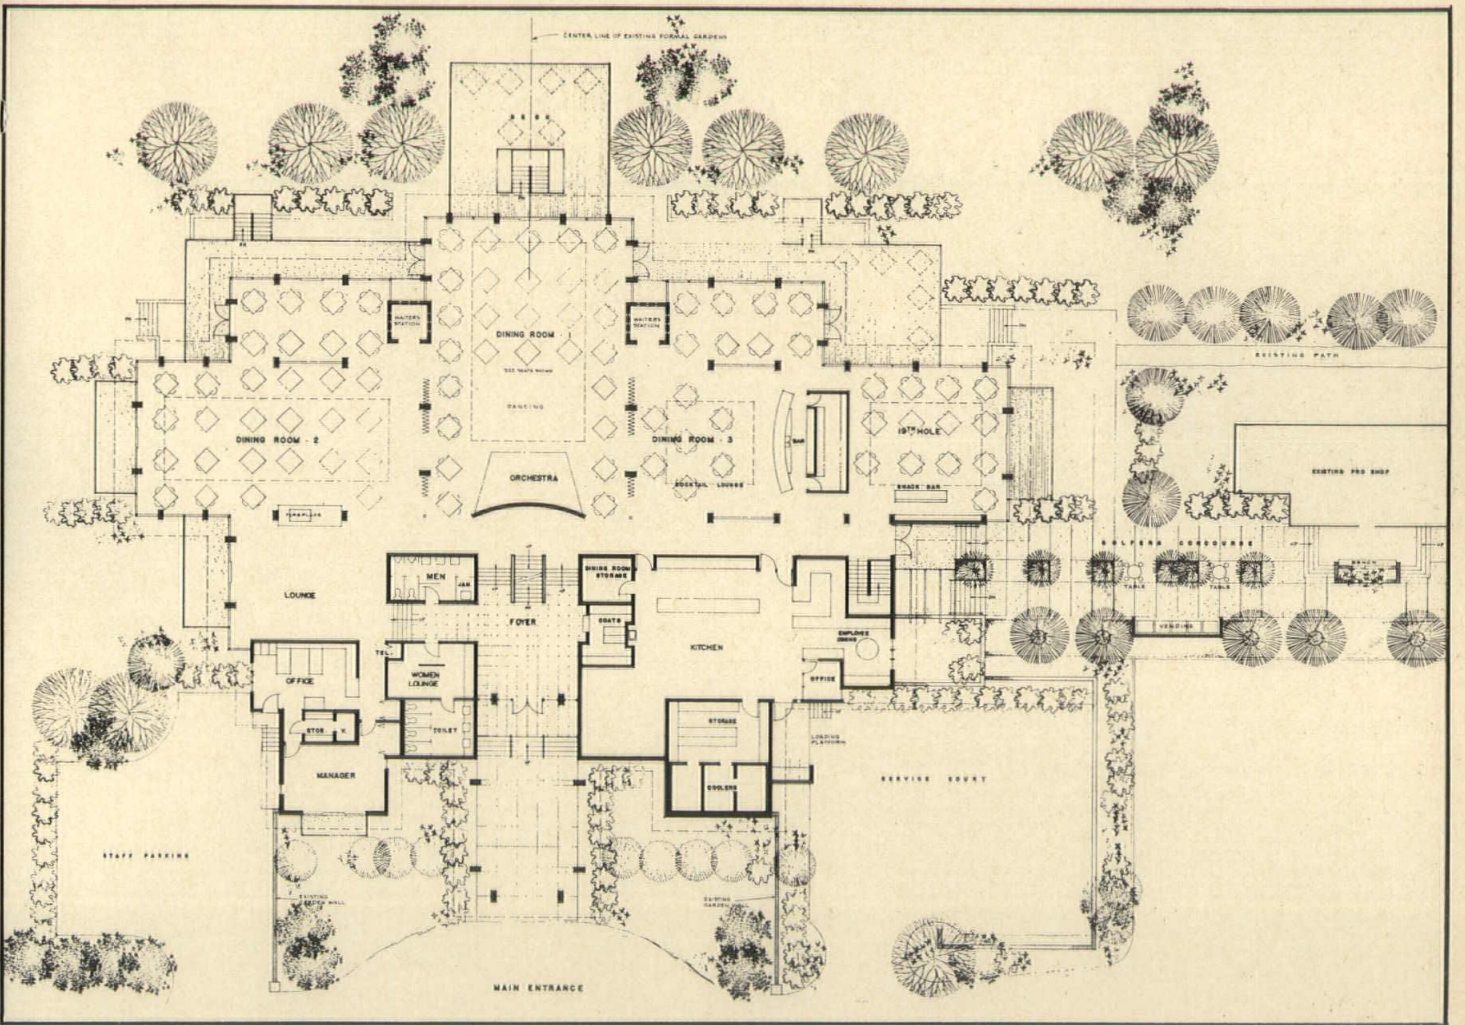 CENTER LINE OF EXISTING FORMAL GARDENS
DECK
WAITERS
STATION
DINING ROOM 1
WAITERS
STATION
EXISTING PATH
DANCING
DINING ROOM - 2
DINING ROOM - 3
BAR
19TH HOLE
EXISTING PRO SHOP
ORCHESTRA
COCKTAIL LOUNGE
SNACK BAR
FIREPLACE
GOLFERS CONCOURSE
MEN
JAN.
DINING ROOM
STORAGE
TABLE
TABLE
LOUNGE
FOYER
COATS
VENDING
KITCHEN
EMPLOYEE
DINING
TEL.
WOMEN
LOUNGE
OFFICE
OFFICE
STOR.
V.
TOILET
STORAGE
LOADING
PLATFORM
MANAGER
COOLERS
SERVICE COURT
STAFF PARKING
EXISTING
GARDEN WALL
EXISTING
GARDEN WALL
MAIN ENTRANCE